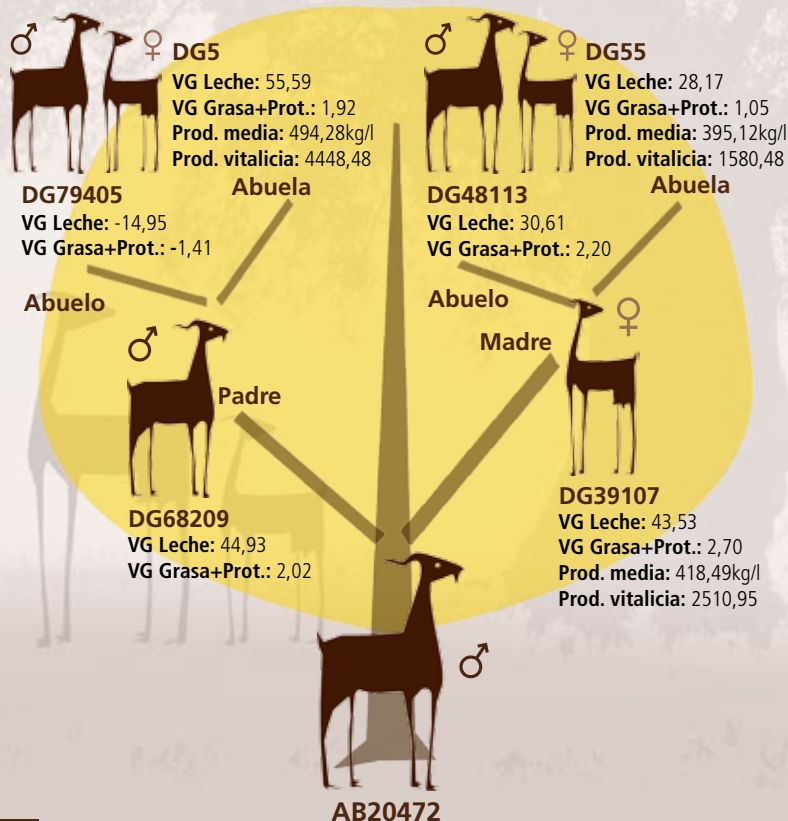 DG5
VG Leche: 55,59
VG Grasa+Prot.: 1,92
Prod. media: 494,28kg/l
Prod. vitalicia: 4448,48
Abuela
DG79405
VG Leche: -14,95
VG Grasa+Prot.: -1,41
Abuelo
DG55
VG Leche: 28,17
VG Grasa+Prot.: 1,05
Prod. media: 395,12kg/l
Prod. vitalicia: 1580,48
Abuela
DG48113
VG Leche: 30,61
VG Grasa+Prot.: 2,20
Abuelo
Padre
DG68209
VG Leche: 44,93
VG Grasa+Prot.: 2,02
Madre
DG39107
VG Leche: 43,53
VG Grasa+Prot.: 2,70
Prod. media: 418,49kg/l
Prod. vitalicia: 2510,95
AB20472